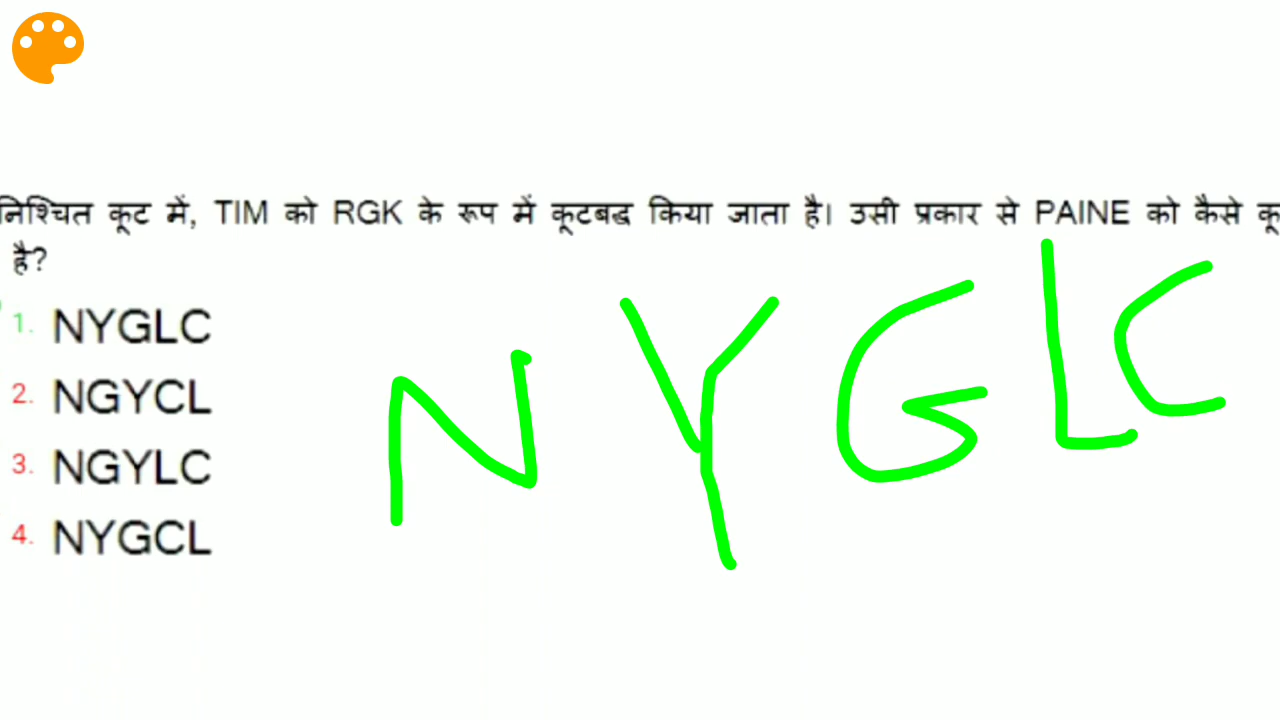 निश्चित कूट में, TIM को RGK के रूप में कूटबद्ध किया जाता है। उसी प्रकार से PAINE को कैसे कू
है?
1. NYGLC
2. NGYCL
3. NGYLC
4. NYGCL
NYGLC